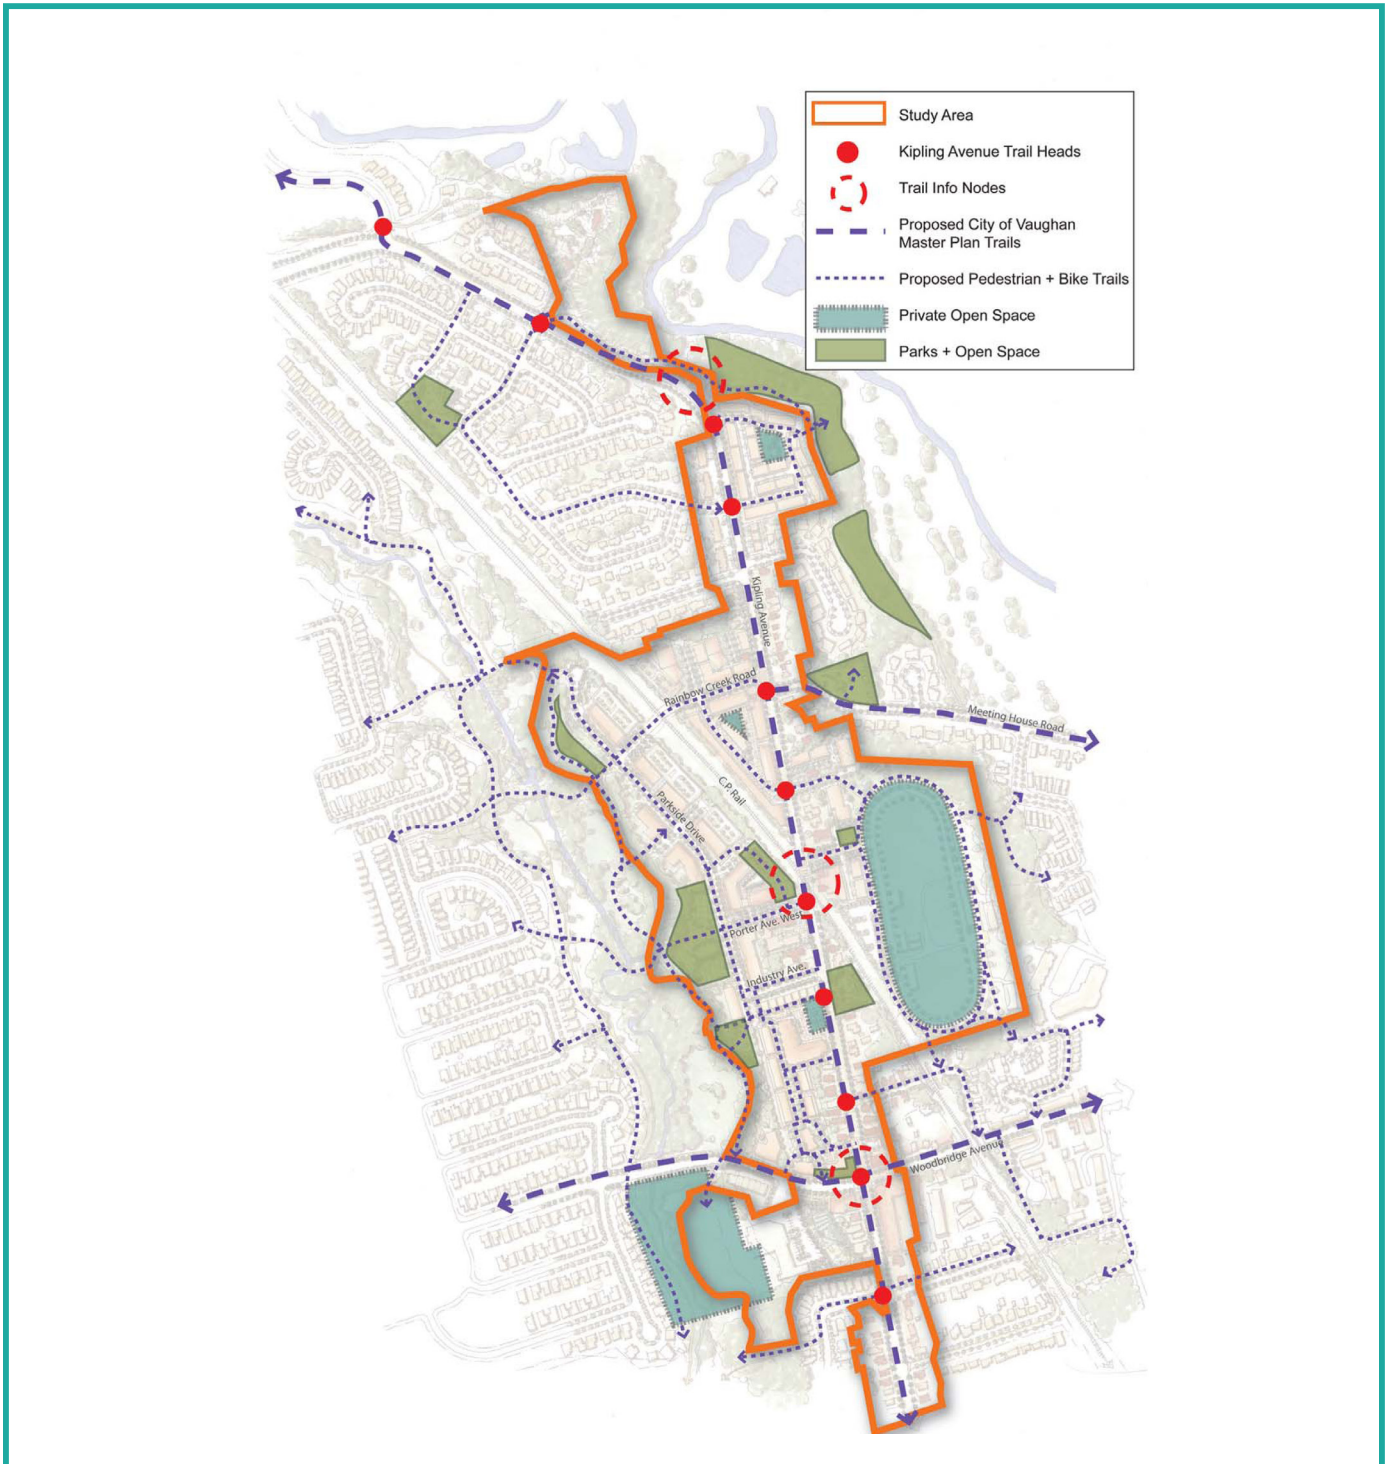 Study Area
Kipling Avenue Trail Heads
Trail Info Nodes
Proposed City of Vaughan
Master Plan Trails
Proposed Pedestrian + Bike Trails
Private Open Space
Parks + Open Space
Kipling Avenue
Rainbow Creek Road
Meeting House Road
C.P. Rail
Parkside Drive
Porter Ave. West
Industry Ave.
Woodbridge Avenue